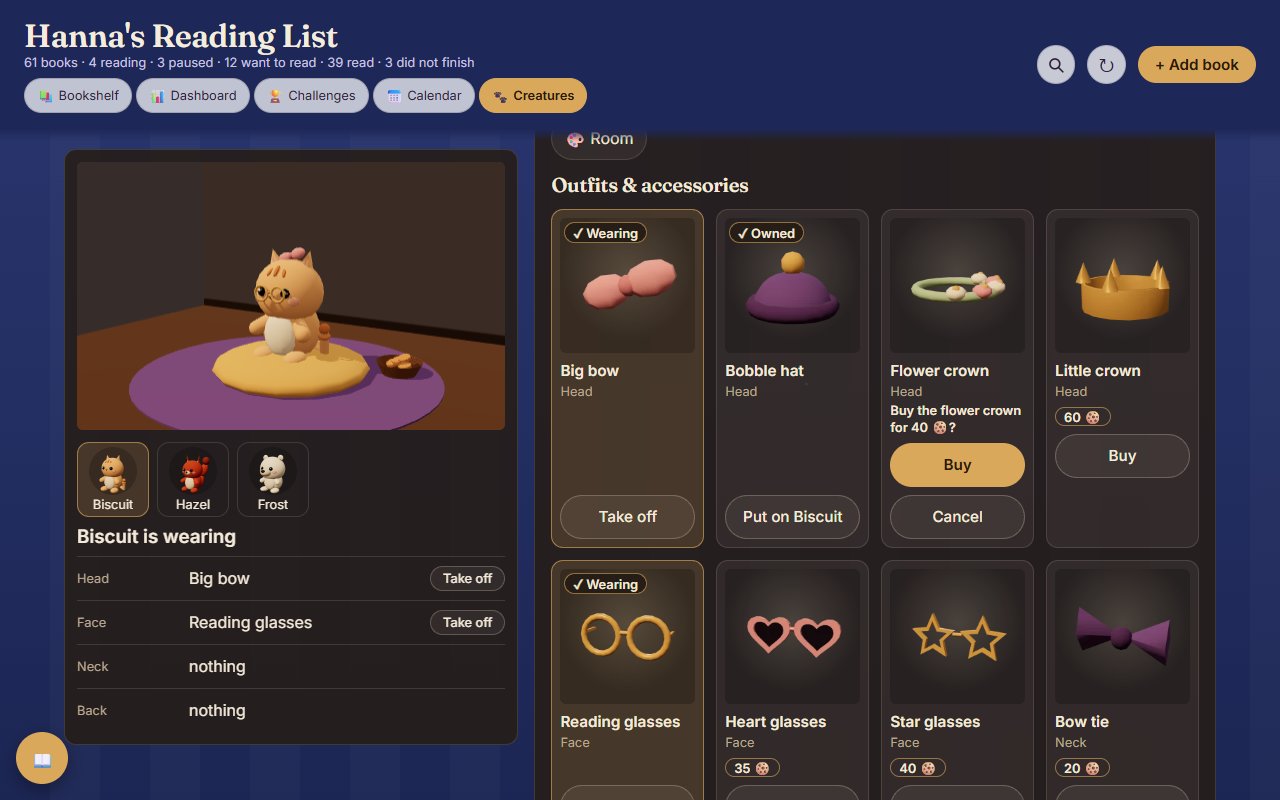 Hanna's Reading List
61 books · 4 reading · 3 paused · 12 want to read · 39 read · 3 did not finish
Bookshelf
Dashboard
Challenges
Calendar
Creatures
+ Add book
Biscuit
Hazel
Frost
Biscuit is wearing
Head Big bow Take off
Face Reading glasses Take off
Neck nothing
Back nothing
Room
Outfits & accessories
✓ Wearing
Big bow
Head
Take off
✓ Owned
Bobble hat
Head
Put on Biscuit
Flower crown
Head
Buy the flower crown
for 40 🍪?
Buy
Cancel
Little crown
Head
60 🍪
Buy
✓ Wearing
Reading glasses
Face
Heart glasses
Face
35 🍪
Star glasses
Face
40 🍪
Bow tie
Neck
20 🍪